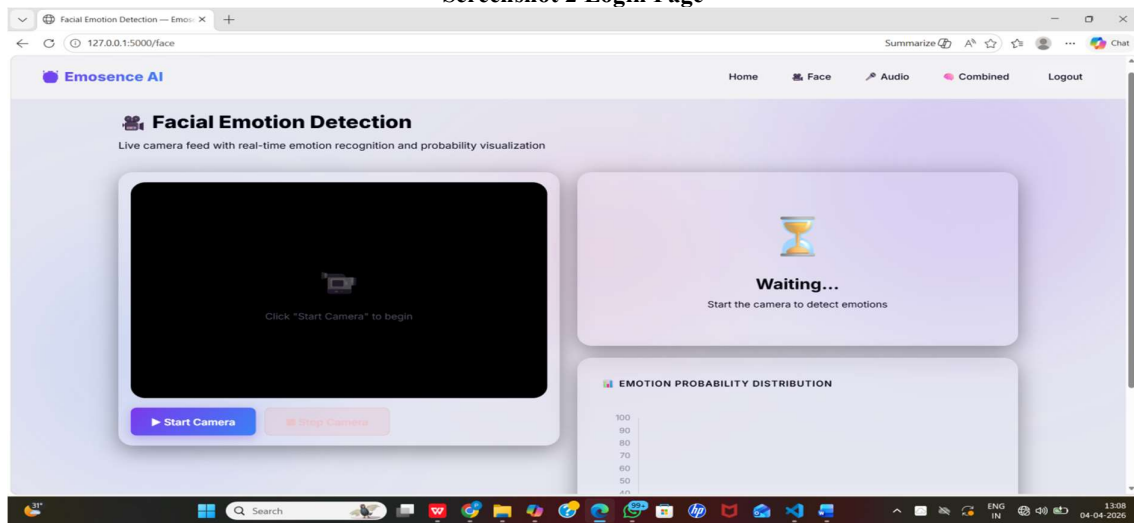 Screenshot 2 Login Page
Facial Emotion Detection — Emo
127.0.0.1:5000/face
Summarize
Chat
Emosence AI
Home
Face
Audio
Combined
Logout
Facial Emotion Detection
Live camera feed with real-time emotion recognition and probability visualization
Click "Start Camera" to begin
Waiting...
Start the camera to detect emotions
▶ Start Camera
Stop Camera
EMOTION PROBABILITY DISTRIBUTION
100
90
80
70
60
50
40
31°
Search
99+
ENG
IN
13:08
04-04-2026